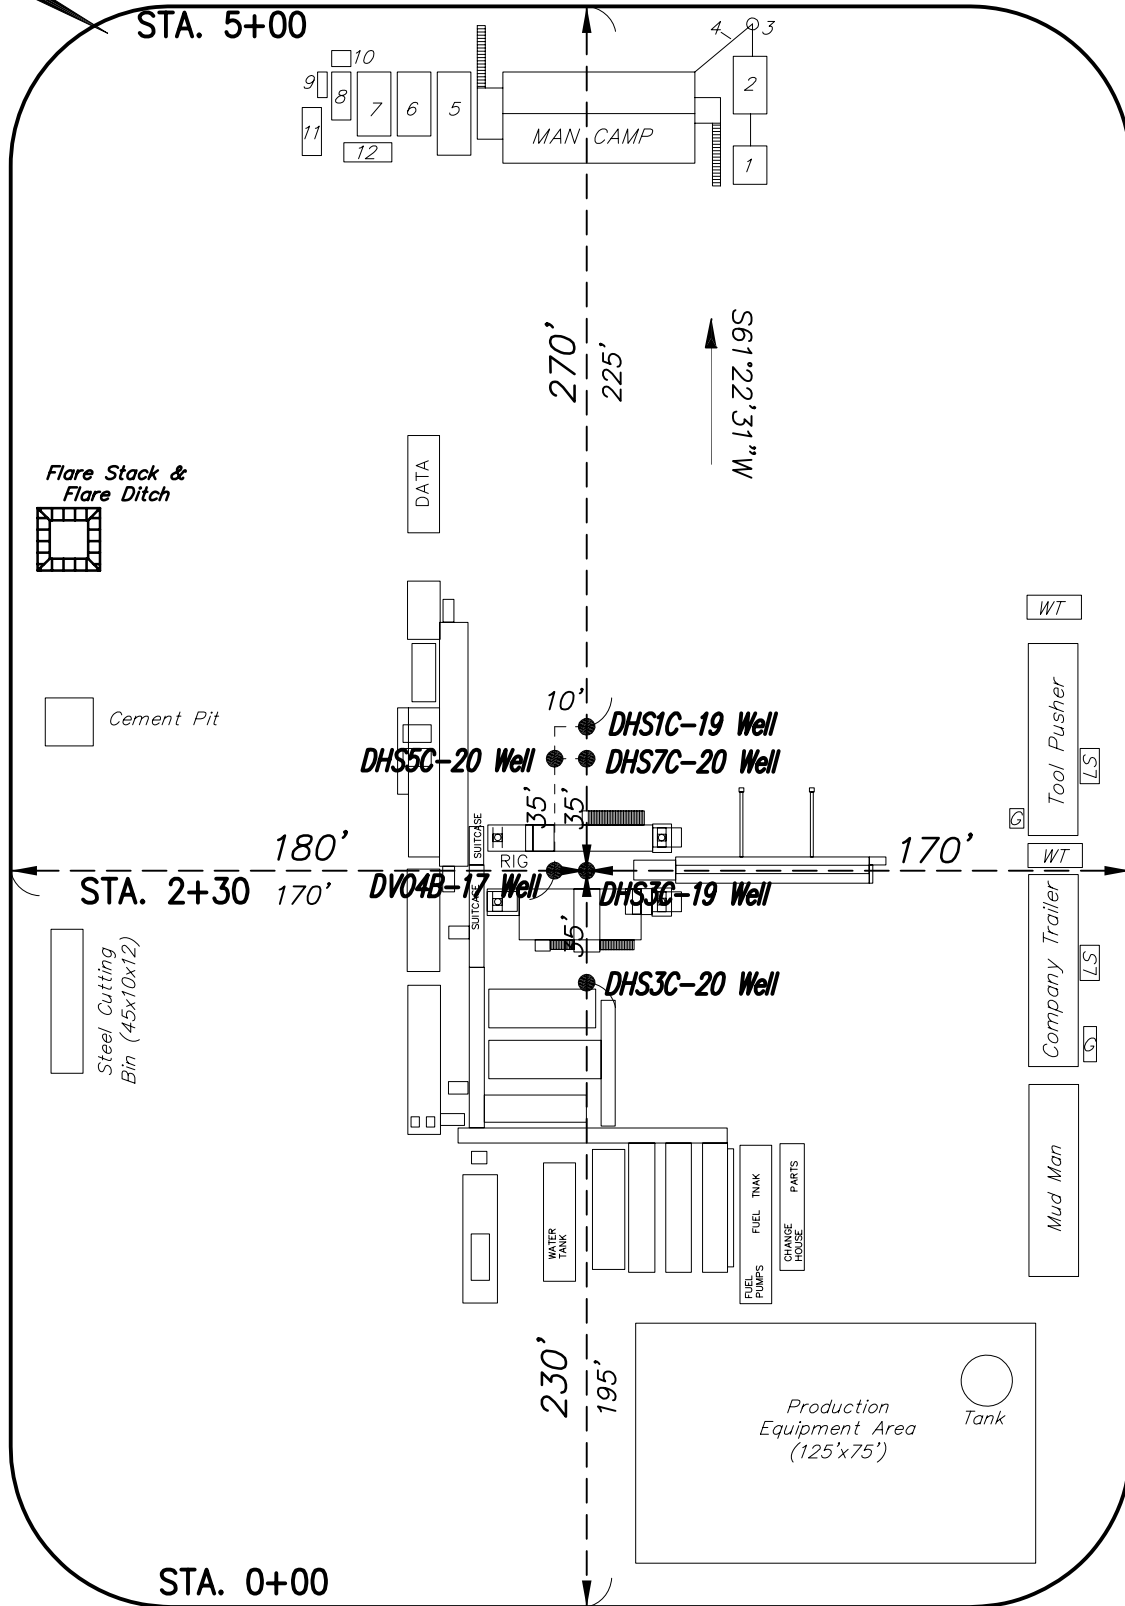 STA. 5+00
4
3
10
9
8
7
6
5
2
11
12
MAN CAMP
1
270'
225'
S61°22'31"W
Flare Stack &
Flare Ditch
DATA
WT
Cement Pit
10'
DHS1C-19 Well
DHS5C-20 Well
DHS7C-20 Well
Tool Pusher
LS
G
35'
35'
SUITCASE
180'
RIG
170'
WT
STA. 2+30
170'
DV04B-17 Well
DHS3C-19 Well
SUITCASE
35'
Steel Cutting
Bin (45x10x12)
Company Trailer
LS
G
DHS3C-20 Well
Mud Man
WATER
TANK
FUEL TNAK
FUEL
PUMPS
PARTS
CHANGE
HOUSE
230'
195'
Production
Equipment Area
(125'x75')
Tank
STA. 0+00